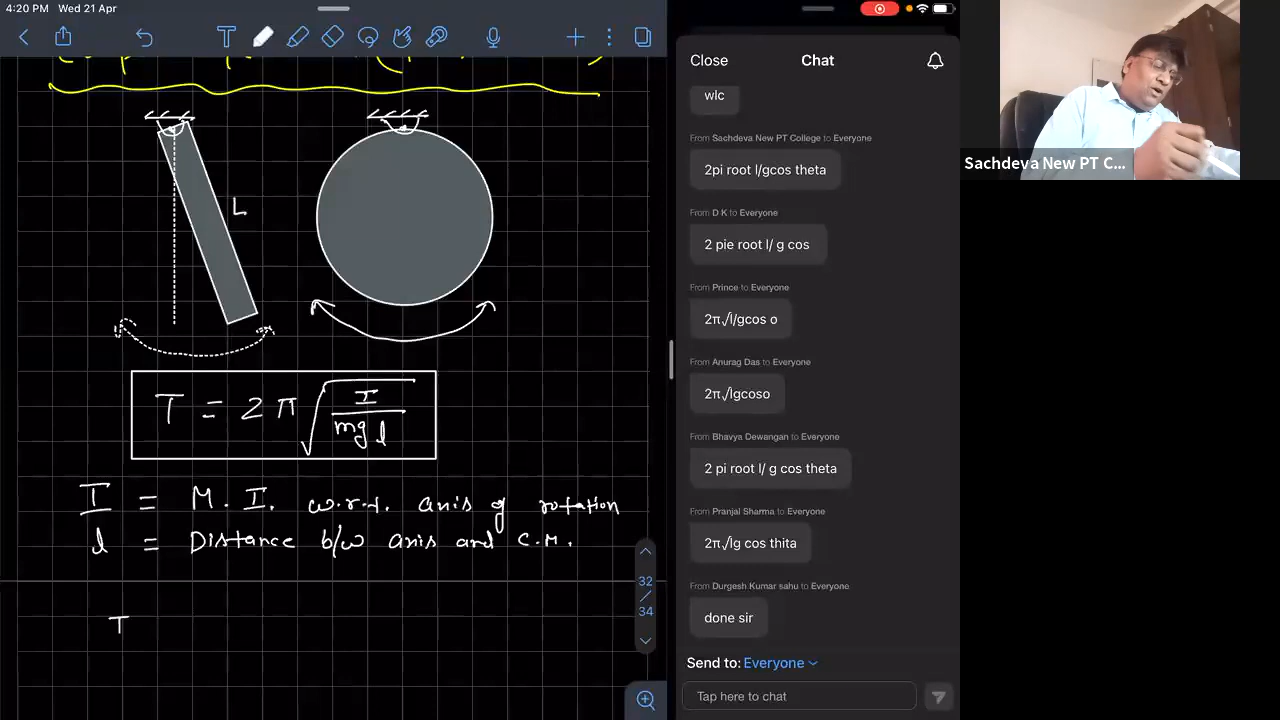 4:20 PM Wed 21 Apr
L
T = 2 π √ I / mg l
I = M. I. w.r.t. axis of rotation
l = Distance b/w axis and C.M.
T
32
/
34
Close
Chat
wlc
From Sachdeva New PT College to Everyone
2pi root l/gcos theta
From D K to Everyone
2 pie root l/ g cos
From Prince to Everyone
2π√l/gcos o
From Anurag Das to Everyone
2π√lgcoso
From Bhavya Dewangan to Everyone
2 pi root l/ g cos theta
From Pranjal Sharma to Everyone
2π√lg cos thita
From Durgesh Kumar sahu to Everyone
done sir
Send to: Everyone
Tap here to chat
Sachdeva New PT C...